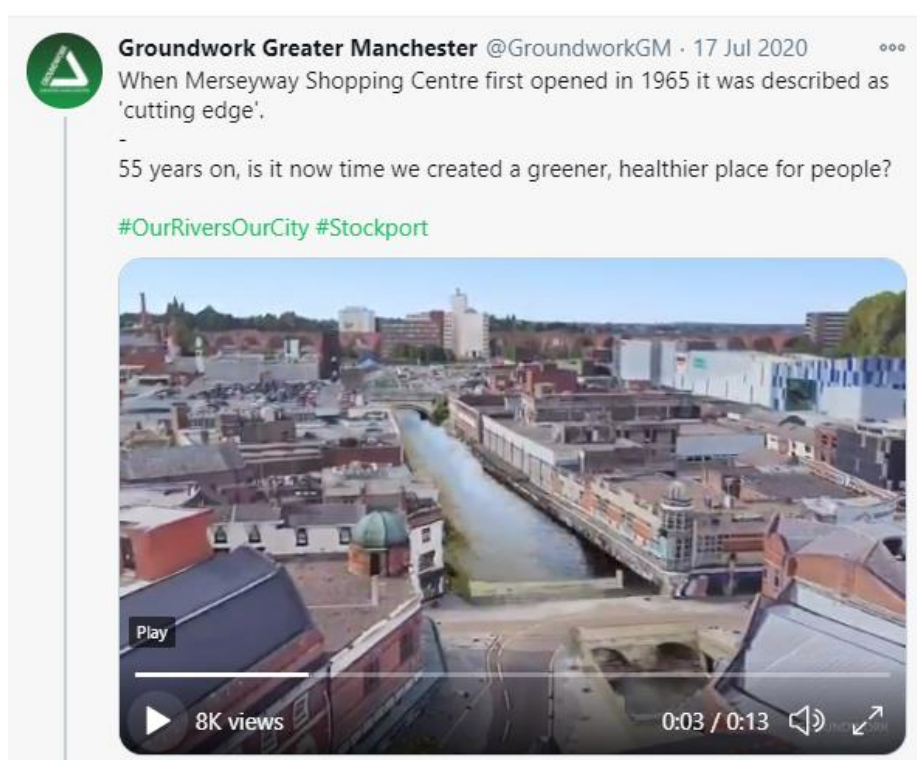 Groundwork Greater Manchester @GroundworkGM · 17 Jul 2020
When Merseyway Shopping Centre first opened in 1965 it was described as
'cutting edge'.
-
55 years on, is it now time we created a greener, healthier place for people?
#OurRiversOurCity #Stockport
Play
8K views
0:03 / 0:13